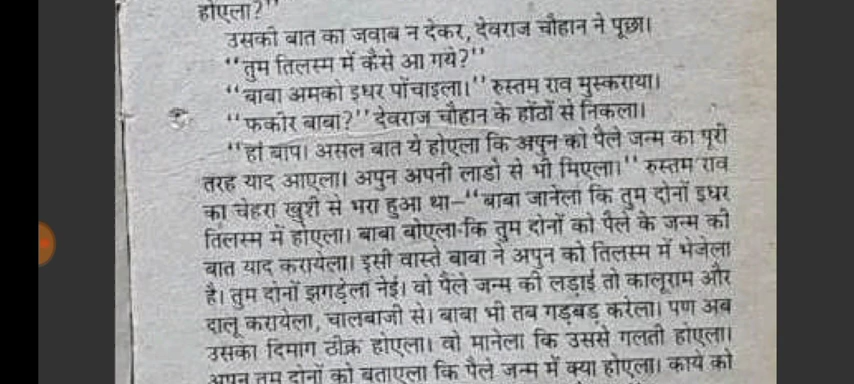 होएला?''
उसकी बात का जवाब न देकर, देवराज चौहान ने पूछा।
''तुम तिलस्म में कैसे आ गये?''
''बाबा अमको इधर पोंचाइला।'' रुस्तम राव मुस्कराया।
''फकीर बाबा?'' देवराज चौहान के होंठों से निकला।
''हां बाप। असल बात ये होएला कि अपुन को पैले जन्म का पूरी
तरह याद आएला। अपुन अपनी लाडो से भी मिएला।'' रुस्तम राव
का चेहरा खुशी से भरा हुआ था–''बाबा जानेला कि तुम दोनों इधर
तिलस्म में होएला। बाबा बोएला कि तुम दोनों को पैले के जन्म की
बात याद करायेला। इसी वास्ते बाबा ने अपुन को तिलस्म में भेजेला
है। तुम दोनों झगड़ेला नेई। वो पैले जन्म की लड़ाई तो कालूराम और
दालू करायेला, चालबाजी से। बाबा भी तब गड़बड़ करेला। पण अब
उसका दिमाग ठीक होएला। वो मानेला कि उससे गलती होएला।
अपुन तुम दोनों को बताएला कि पैले जन्म में क्या होएला। काये को